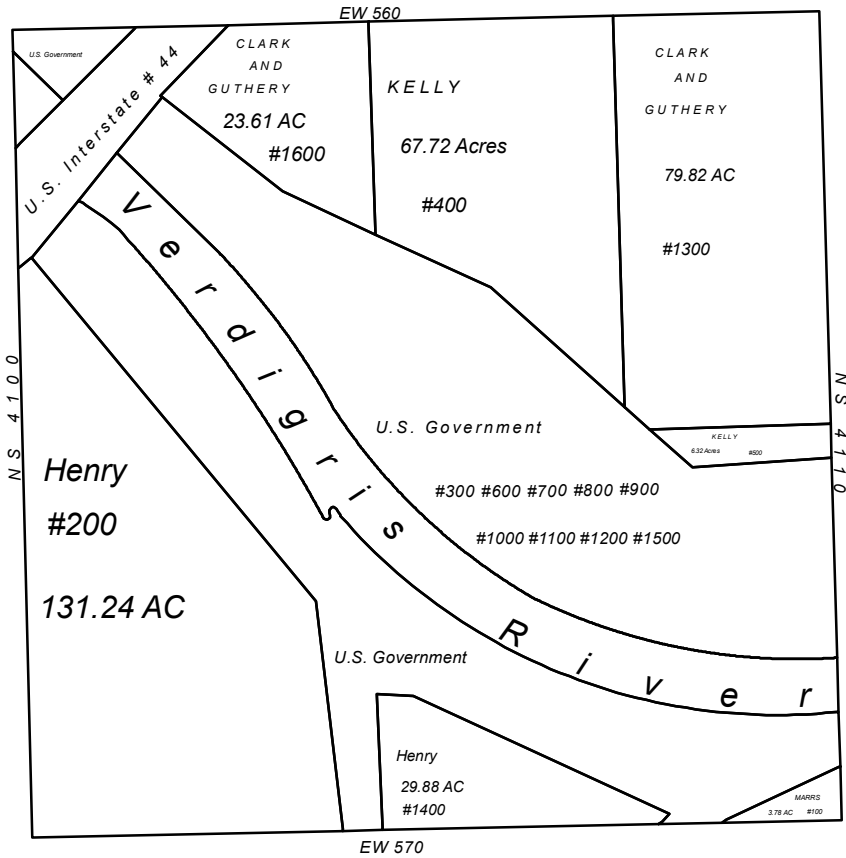 EW 560
U.S. Government
U.S. Interstate # 44
CLARK
AND
GUTHERY
23.61 AC
#1600
KELLY
67.72 Acres
#400
CLARK
AND
GUTHERY
79.82 AC
#1300
NS 4100
NS 4110
Verdigris River
U.S. Government
#300 #600 #700 #800 #900
#1000 #1100 #1200 #1500
KELLY
6.32 Acres #500
Henry
#200
131.24 AC
U.S. Government
Henry
29.88 AC
#1400
MARRS
3.78 AC #100
EW 570